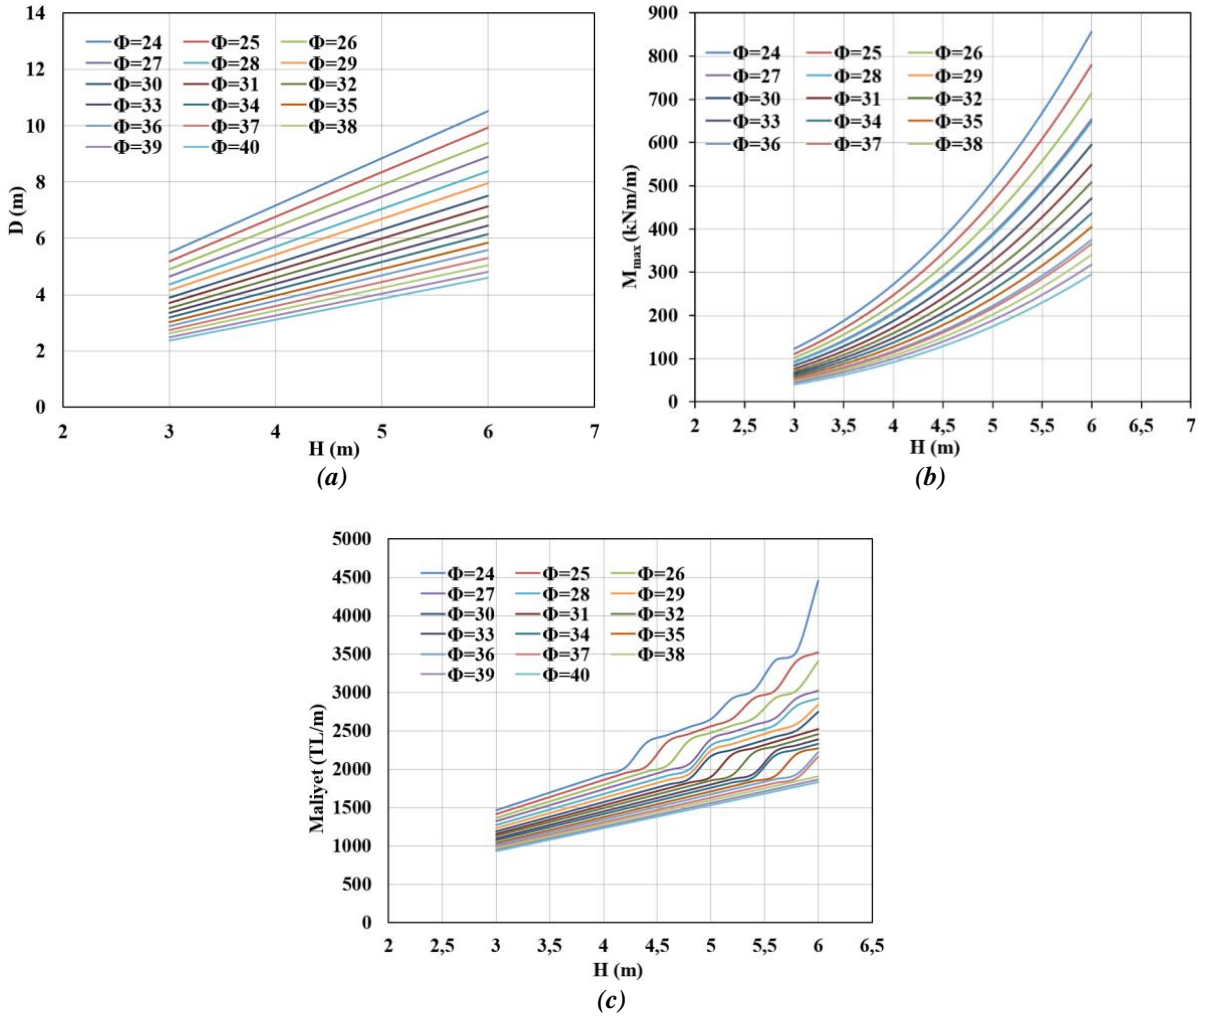 14
12
10
8
6
4
2
0
D (m)
Φ=24 Φ=25 Φ=26
Φ=27 Φ=28 Φ=29
Φ=30 Φ=31 Φ=32
Φ=33 Φ=34 Φ=35
Φ=36 Φ=37 Φ=38
Φ=39 Φ=40
2 3 4 5 6 7
H (m)
(a)
900
800
700
600
500
400
300
200
100
0
Mmax (kNm/m)
Φ=24 Φ=25 Φ=26
Φ=27 Φ=28 Φ=29
Φ=30 Φ=31 Φ=32
Φ=33 Φ=34 Φ=35
Φ=36 Φ=37 Φ=38
2 2,5 3 3,5 4 4,5 5 5,5 6 6,5 7
H (m)
(b)
5000
4500
4000
3500
3000
2500
2000
1500
1000
500
0
Maliyet (TL/m)
Φ=24 Φ=25 Φ=26
Φ=27 Φ=28 Φ=29
Φ=30 Φ=31 Φ=32
Φ=33 Φ=34 Φ=35
Φ=36 Φ=37 Φ=38
Φ=39 Φ=40
2 2,5 3 3,5 4 4,5 5 5,5 6 6,5
H (m)
(c)